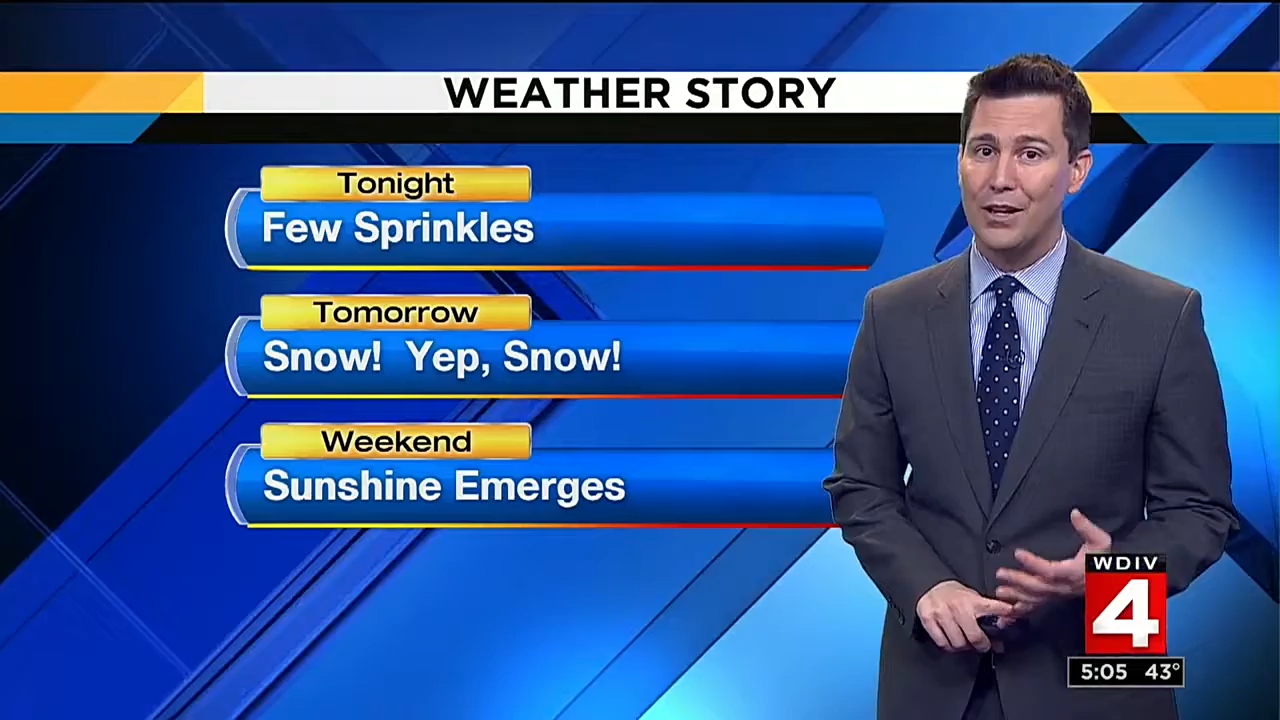 WEATHER STORY
Tonight
Few Sprinkles
Tomorrow
Snow! Yep, Snow!
Weekend
Sunshine Emerges
WDIV
4
5:05 43°